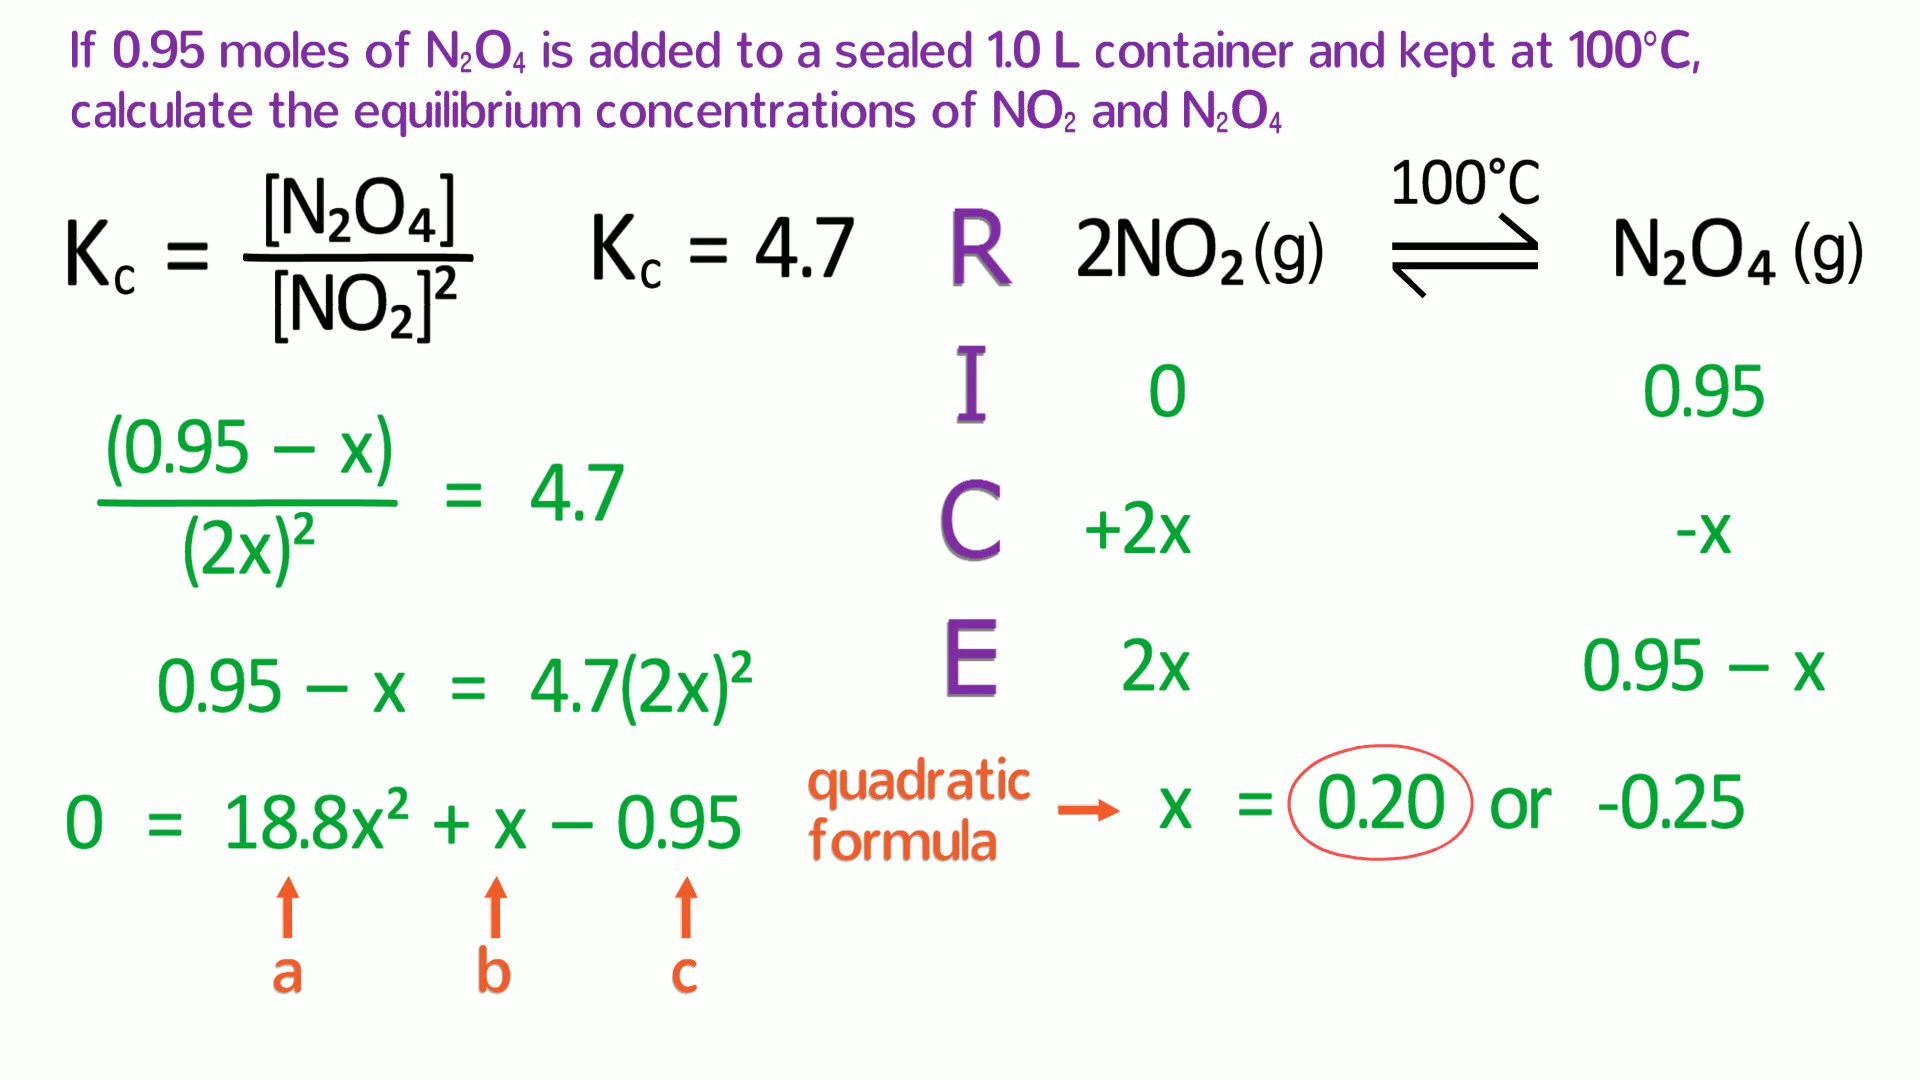 If 0.95 moles of N₂O₄ is added to a sealed 1.0 L container and kept at 100°C,
calculate the equilibrium concentrations of NO₂ and N₂O₄
K_c = [N₂O₄] / [NO₂]²
K_c = 4.7
R 2NO₂ (g) 100°C ⇌ N₂O₄ (g)
I 0 0.95
C +2x -x
E 2x 0.95 – x
(0.95 – x) / (2x)² = 4.7
0.95 – x = 4.7(2x)²
0 = 18.8x² + x – 0.95
a b c
quadratic
formula
→ x = 0.20 or -0.25